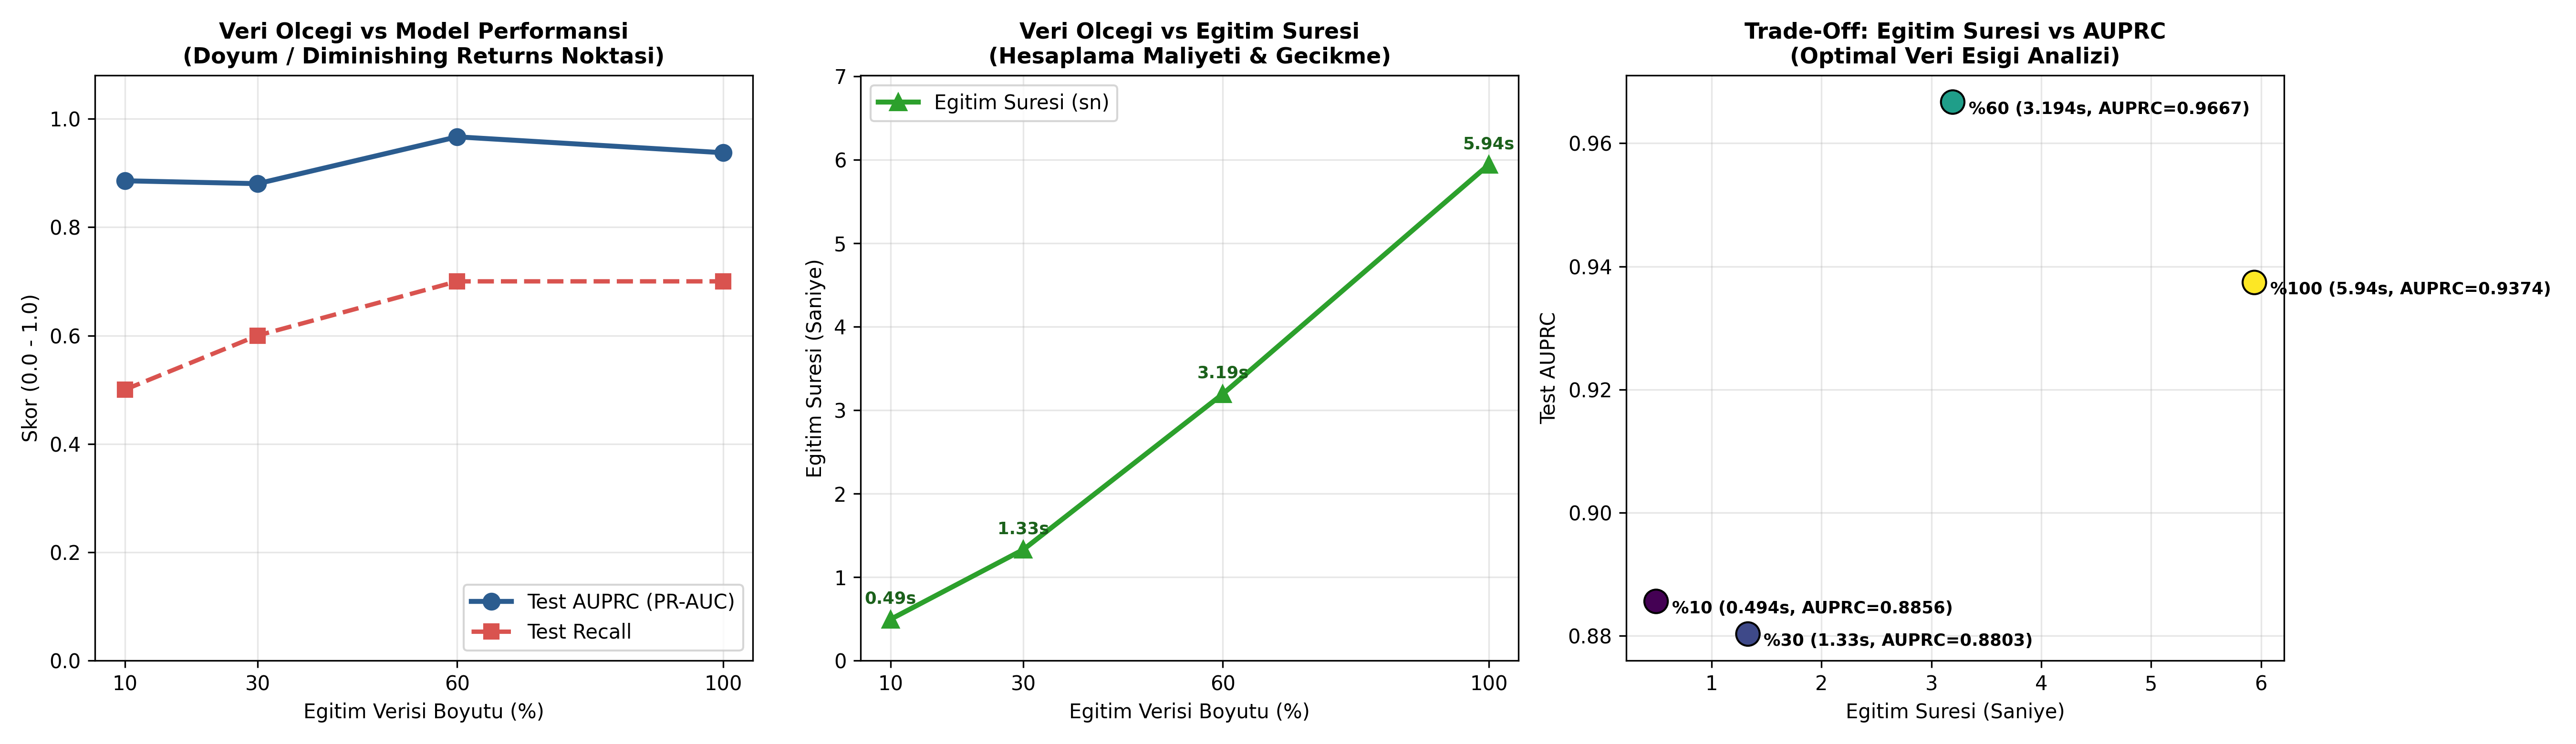 Veri Olcegi vs Model Performansi
(Doyum / Diminishing Returns Noktasi)
Skor (0.0 - 1.0)
1.0
0.8
0.6
0.4
0.2
0.0
Test AUPRC (PR-AUC)
Test Recall
10
30
60
100
Egitim Verisi Boyutu (%)
Veri Olcegi vs Egitim Suresi
(Hesaplama Maliyeti & Gecikme)
Egitim Suresi (Saniye)
7
6
5
4
3
2
1
0
Egitim Suresi (sn)
5.94s
3.19s
1.33s
0.49s
10
30
60
100
Egitim Verisi Boyutu (%)
Trade-Off: Egitim Suresi vs AUPRC
(Optimal Veri Esigi Analizi)
Test AUPRC
0.96
0.94
0.92
0.90
0.88
%60 (3.194s, AUPRC=0.9667)
%100 (5.94s, AUPRC=0.9374)
%10 (0.494s, AUPRC=0.8856)
%30 (1.33s, AUPRC=0.8803)
1
2
3
4
5
6
Egitim Suresi (Saniye)